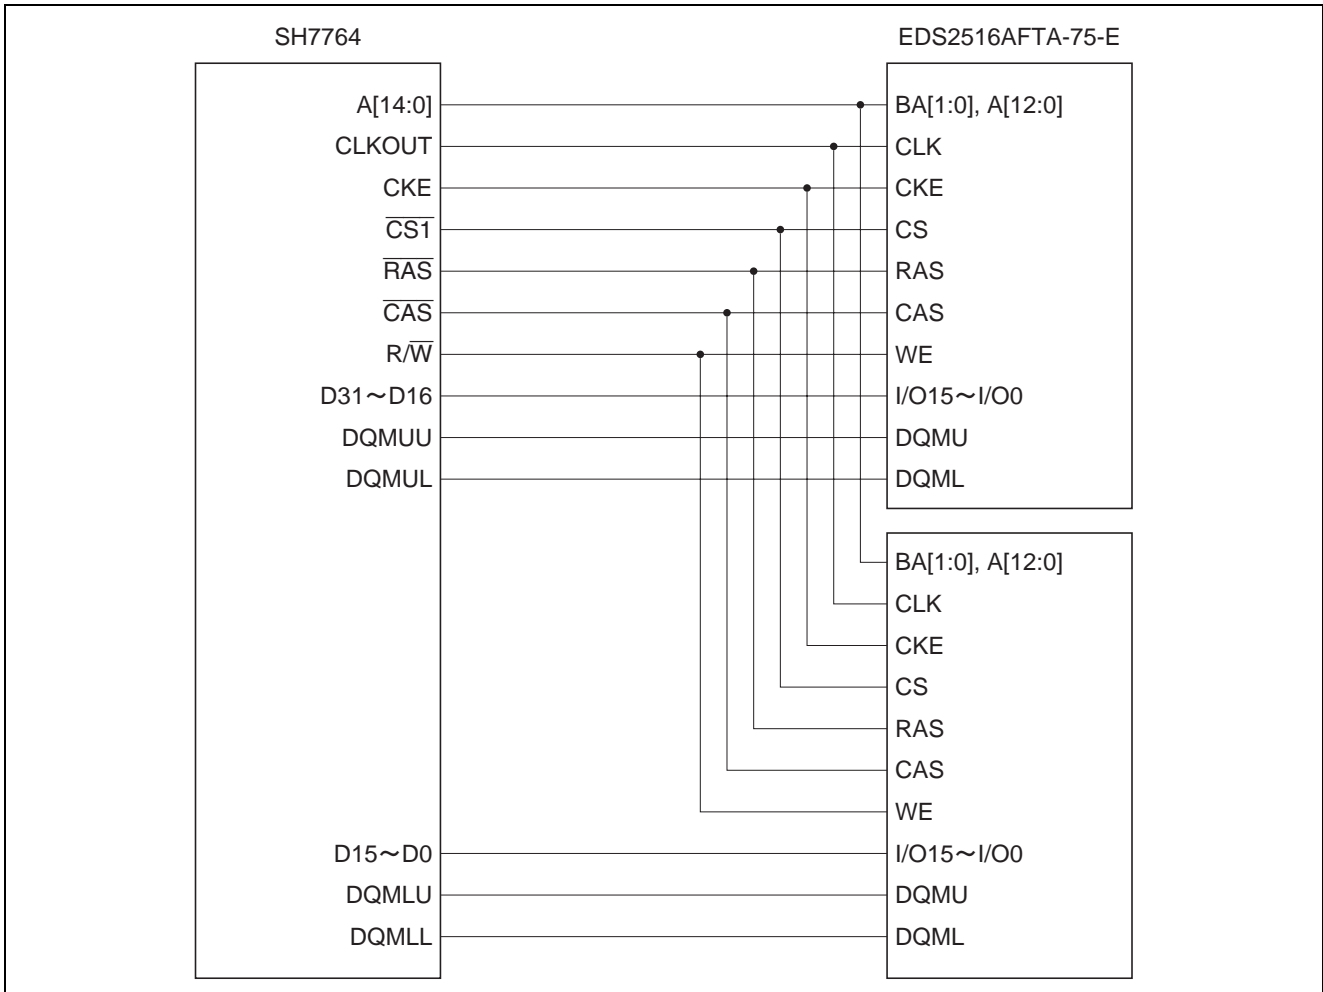 SH7764
EDS2516AFTA-75-E
A[14:0]
BA[1:0], A[12:0]
CLKOUT
CLK
CKE
CKE
CS1
CS
RAS
RAS
CAS
CAS
R/W
WE
D31～D16
I/O15～I/O0
DQMUU
DQMU
DQMUL
DQML
BA[1:0], A[12:0]
CLK
CKE
CS
RAS
CAS
WE
D15～D0
I/O15～I/O0
DQMLU
DQMU
DQMLL
DQML